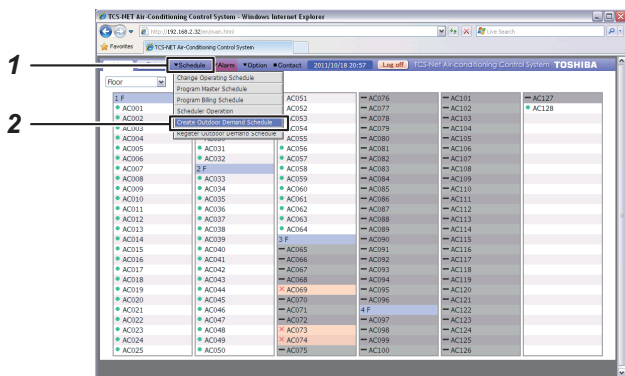 TCS-NET Air-Conditioning Control System - Windows Internet Explorer
http://192.168.2.32/en/main.html
Live Search
Favorites TCS-NET Air-Conditioning Control System
1
▼Schedule ▼Alarm ▼Option ■Contact 2011/10/18 20:57 Log off TCS-Net Air-Conditioning Control System TOSHIBA
Floor
Change Operating Schedule
Program Master Schedule
Program Billing Schedule
Scheduler Operation
2
Create Outdoor Demand Schedule
Register Outdoor Demand Schedule
1 F
AC001
AC002
AC003
AC004
AC005
AC006
AC007
AC008
AC009
AC010
AC011
AC012
AC013
AC014
AC015
AC016
AC017
AC018
AC019
AC020
AC021
AC022
AC023
AC024
AC025
AC031
AC032
2 F
AC033
AC034
AC035
AC036
AC037
AC038
AC039
AC040
AC041
AC042
AC043
AC044
AC045
AC046
AC047
AC048
AC049
AC050
AC051
AC052
AC053
AC054
AC055
AC056
AC057
AC058
AC059
AC060
AC061
AC062
AC063
AC064
3 F
AC065
AC066
AC067
AC068
AC069
AC070
AC071
AC072
AC073
AC074
AC075
AC076
AC077
AC078
AC079
AC080
AC081
AC082
AC083
AC084
AC085
AC086
AC087
AC088
AC089
AC090
AC091
AC092
AC093
AC094
AC095
AC096
4 F
AC097
AC098
AC099
AC100
AC101
AC102
AC103
AC104
AC105
AC106
AC107
AC108
AC109
AC110
AC111
AC112
AC113
AC114
AC115
AC116
AC117
AC118
AC119
AC120
AC121
AC122
AC123
AC124
AC125
AC126
AC127
AC128